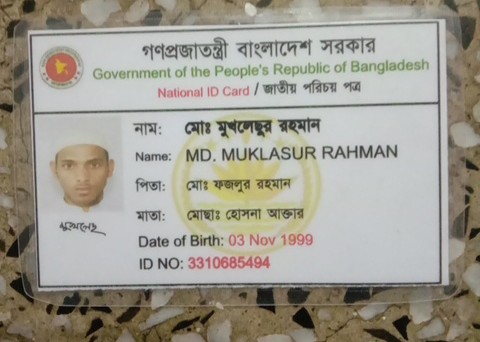 গণপ্রজাতন্ত্রী বাংলাদেশ সরকার
Government of the People's Republic of Bangladesh
National ID Card / জাতীয় পরিচয় পত্র
নাম: মোঃ মুখলেছুর রহমান
Name: MD. MUKLASUR RAHMAN
পিতা: মোঃ ফজলুর রহমান
মাতা: মোছাঃ হোসনা আক্তার
Date of Birth: 03 Nov 1999
ID NO: 3310685494